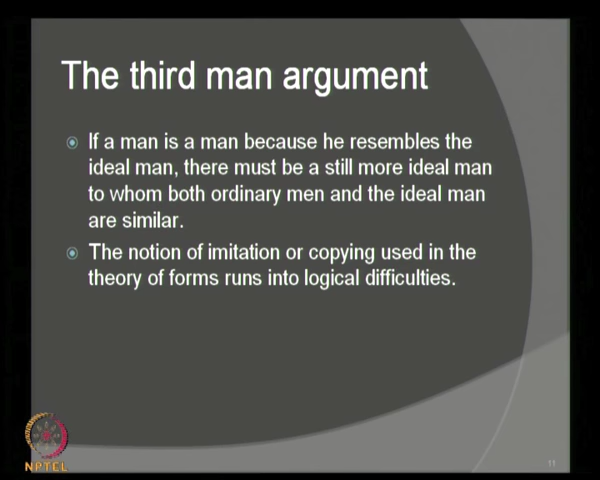 The third man argument
If a man is a man because he resembles the
ideal man, there must be a still more ideal man
to whom both ordinary men and the ideal man
are similar.
The notion of imitation or copying used in the
theory of forms runs into logical difficulties.
NPTEL
11